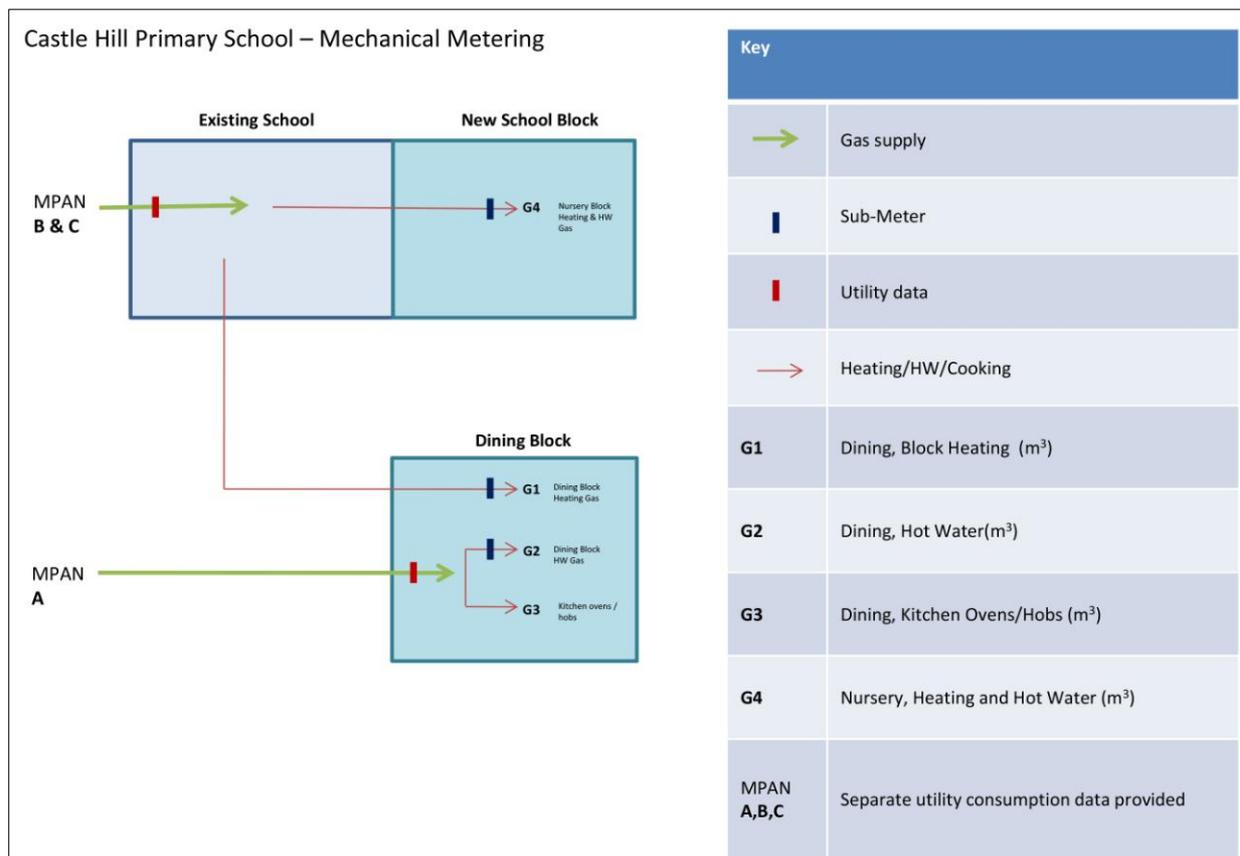 Castle Hill Primary School – Mechanical Metering
Existing School
New School Block
MPAN
B & C
G4
Nursery Block
Heating & HW
Gas
Dining Block
G1
Dining Block
Heating Gas
G2
Dining Block
HW Gas
MPAN
A
G3
Kitchen ovens /
hobs
Key
Gas supply
Sub-Meter
Utility data
Heating/HW/Cooking
G1 Dining, Block Heating (m³)
G2 Dining, Hot Water(m³)
G3 Dining, Kitchen Ovens/Hobs (m³)
G4 Nursery, Heating and Hot Water (m³)
MPAN
A,B,C
Separate utility consumption data provided